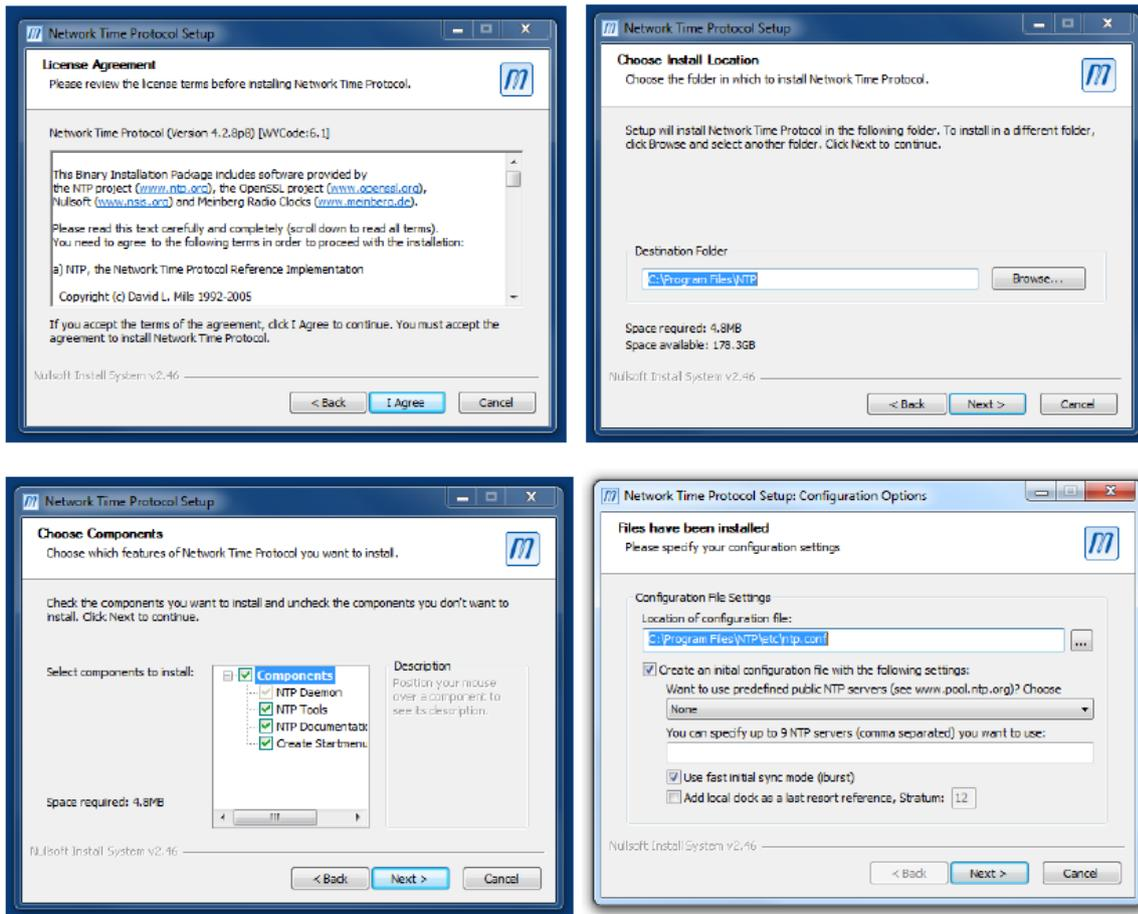 Network Time Protocol Setup
License Agreement
Please review the license terms before installing Network Time Protocol.
Network Time Protocol (Version 4.2.8p8) [WYCode:6.1]
This Binary Installation Package includes software provided by
the NTP project (www.ntp.org), the OpenSSL project (www.openssl.org),
Nullsoft (www.nsis.org) and Meinberg Radio Clocks (www.meinberg.de).
Please read this text carefully and completely (scroll down to read all terms).
You need to agree to the following terms in order to proceed with the installation:
a) NTP, the Network Time Protocol Reference Implementation
Copyright (c) David L. Mills 1992-2005
If you accept the terms of the agreement, click I Agree to continue. You must accept the
agreement to install Network Time Protocol.
Nullsoft Install System v2.46
< Back
I Agree
Cancel
Network Time Protocol Setup
Choose Install Location
Choose the folder in which to install Network Time Protocol.
Setup will install Network Time Protocol in the following folder. To install in a different folder,
click Browse and select another folder. Click Next to continue.
Destination Folder
C:\Program Files\NTP
Browse...
Space required: 4.8MB
Space available: 178.3GB
Nullsoft Install System v2.46
< Back
Next >
Cancel
Network Time Protocol Setup
Choose Components
Choose which features of Network Time Protocol you want to install.
Check the components you want to install and uncheck the components you don't want to
install. Click Next to continue.
Select components to install:
Components
NTP Daemon
NTP Tools
NTP Documentatic
Create Startmenu
Description
Position your mouse
over a component to
see its description.
Space required: 4.8MB
Nullsoft Install System v2.46
< Back
Next >
Cancel
Network Time Protocol Setup: Configuration Options
Files have been installed
Please specify your configuration settings
Configuration File Settings
Location of configuration file:
C:\Program Files\NTP\etc\ntp.conf
...
Create an initial configuration file with the following settings:
Want to use predefined public NTP servers (see www.pool.ntp.org)? Choose
None
You can specify up to 9 NTP servers (comma separated) you want to use:
Use fast initial sync mode (iburst)
Add local clock as a last resort reference, Stratum: 12
Nullsoft Install System v2.46
< Back
Next >
Cancel